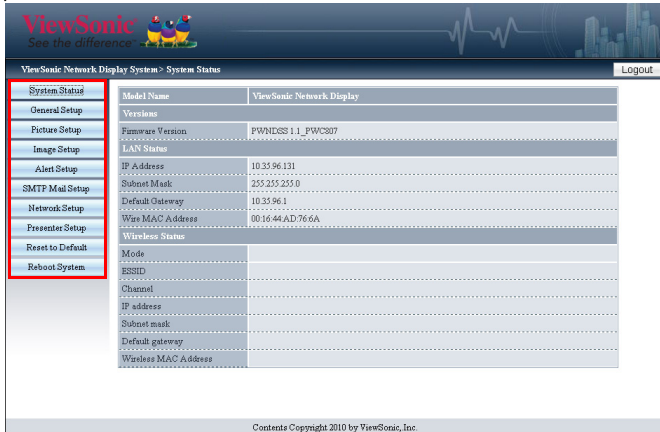 ViewSonic
See the difference™
ViewSonic Network Display System > System Status
Logout
System Status
General Setup
Picture Setup
Image Setup
Alert Setup
SMTP Mail Setup
Network Setup
Presenter Setup
Reset to Default
Reboot System
Model Name ViewSonic Network Display
Versions
Firmware Version PWNDSS 1.1_PWC807
LAN Status
IP Address 10.35.96.131
Subnet Mask 255.255.255.0
Default Gateway 10.35.96.1
Wire MAC Address 00:16:44:AD:76:6A
Wireless Status
Mode
ESSID
Channel
IP address
Subnet mask
Default gateway
Wireless MAC Address
Contents Copyright 2010 by ViewSonic, Inc.